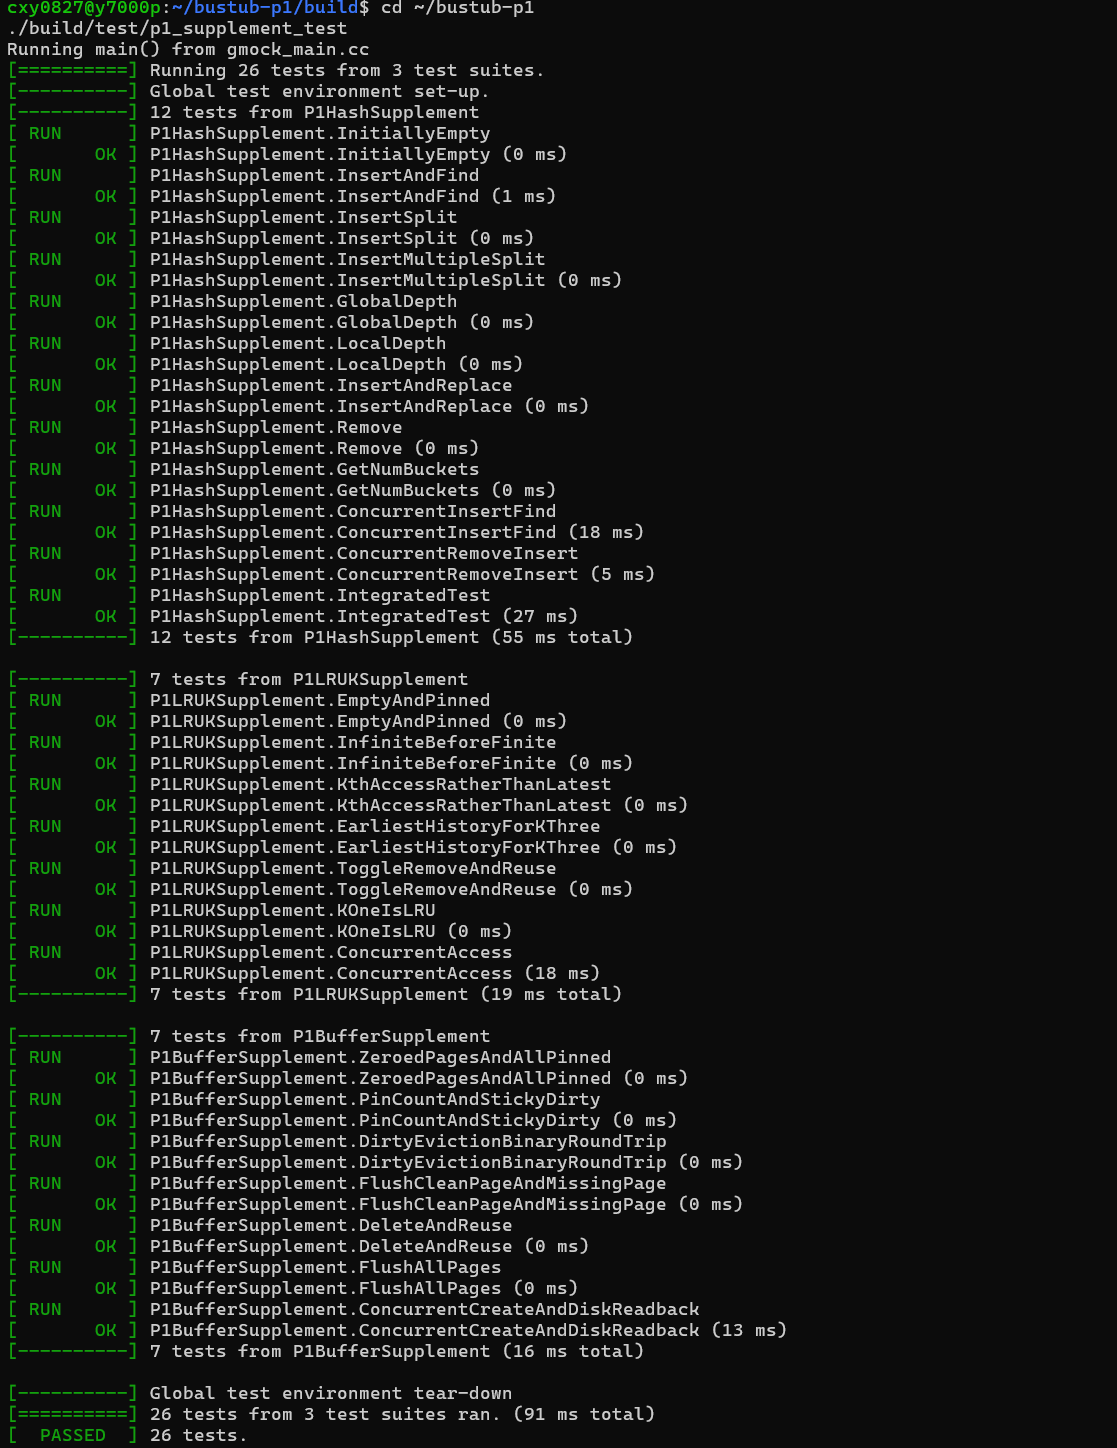 cxy0827@y7000p:~/bustub-p1/build$ cd ~/bustub-p1
./build/test/p1_supplement_test
Running main() from gmock_main.cc
[==========] Running 26 tests from 3 test suites.
[----------] Global test environment set-up.
[----------] 12 tests from P1HashSupplement
[ RUN      ] P1HashSupplement.InitiallyEmpty
[       OK ] P1HashSupplement.InitiallyEmpty (0 ms)
[ RUN      ] P1HashSupplement.InsertAndFind
[       OK ] P1HashSupplement.InsertAndFind (1 ms)
[ RUN      ] P1HashSupplement.InsertSplit
[       OK ] P1HashSupplement.InsertSplit (0 ms)
[ RUN      ] P1HashSupplement.InsertMultipleSplit
[       OK ] P1HashSupplement.InsertMultipleSplit (0 ms)
[ RUN      ] P1HashSupplement.GlobalDepth
[       OK ] P1HashSupplement.GlobalDepth (0 ms)
[ RUN      ] P1HashSupplement.LocalDepth
[       OK ] P1HashSupplement.LocalDepth (0 ms)
[ RUN      ] P1HashSupplement.InsertAndReplace
[       OK ] P1HashSupplement.InsertAndReplace (0 ms)
[ RUN      ] P1HashSupplement.Remove
[       OK ] P1HashSupplement.Remove (0 ms)
[ RUN      ] P1HashSupplement.GetNumBuckets
[       OK ] P1HashSupplement.GetNumBuckets (0 ms)
[ RUN      ] P1HashSupplement.ConcurrentInsertFind
[       OK ] P1HashSupplement.ConcurrentInsertFind (18 ms)
[ RUN      ] P1HashSupplement.ConcurrentRemoveInsert
[       OK ] P1HashSupplement.ConcurrentRemoveInsert (5 ms)
[ RUN      ] P1HashSupplement.IntegratedTest
[       OK ] P1HashSupplement.IntegratedTest (27 ms)
[----------] 12 tests from P1HashSupplement (55 ms total)

[----------] 7 tests from P1LRUKSupplement
[ RUN      ] P1LRUKSupplement.EmptyAndPinned
[       OK ] P1LRUKSupplement.EmptyAndPinned (0 ms)
[ RUN      ] P1LRUKSupplement.InfiniteBeforeFinite
[       OK ] P1LRUKSupplement.InfiniteBeforeFinite (0 ms)
[ RUN      ] P1LRUKSupplement.KthAccessRatherThanLatest
[       OK ] P1LRUKSupplement.KthAccessRatherThanLatest (0 ms)
[ RUN      ] P1LRUKSupplement.EarliestHistoryForKThree
[       OK ] P1LRUKSupplement.EarliestHistoryForKThree (0 ms)
[ RUN      ] P1LRUKSupplement.ToggleRemoveAndReuse
[       OK ] P1LRUKSupplement.ToggleRemoveAndReuse (0 ms)
[ RUN      ] P1LRUKSupplement.KOneIsLRU
[       OK ] P1LRUKSupplement.KOneIsLRU (0 ms)
[ RUN      ] P1LRUKSupplement.ConcurrentAccess
[       OK ] P1LRUKSupplement.ConcurrentAccess (18 ms)
[----------] 7 tests from P1LRUKSupplement (19 ms total)

[----------] 7 tests from P1BufferSupplement
[ RUN      ] P1BufferSupplement.ZeroedPagesAndAllPinned
[       OK ] P1BufferSupplement.ZeroedPagesAndAllPinned (0 ms)
[ RUN      ] P1BufferSupplement.PinCountAndStickyDirty
[       OK ] P1BufferSupplement.PinCountAndStickyDirty (0 ms)
[ RUN      ] P1BufferSupplement.DirtyEvictionBinaryRoundTrip
[       OK ] P1BufferSupplement.DirtyEvictionBinaryRoundTrip (0 ms)
[ RUN      ] P1BufferSupplement.FlushCleanPageAndMissingPage
[       OK ] P1BufferSupplement.FlushCleanPageAndMissingPage (0 ms)
[ RUN      ] P1BufferSupplement.DeleteAndReuse
[       OK ] P1BufferSupplement.DeleteAndReuse (0 ms)
[ RUN      ] P1BufferSupplement.FlushAllPages
[       OK ] P1BufferSupplement.FlushAllPages (0 ms)
[ RUN      ] P1BufferSupplement.ConcurrentCreateAndDiskReadback
[       OK ] P1BufferSupplement.ConcurrentCreateAndDiskReadback (13 ms)
[----------] 7 tests from P1BufferSupplement (16 ms total)

[----------] Global test environment tear-down
[==========] 26 tests from 3 test suites ran. (91 ms total)
[  PASSED  ] 26 tests.